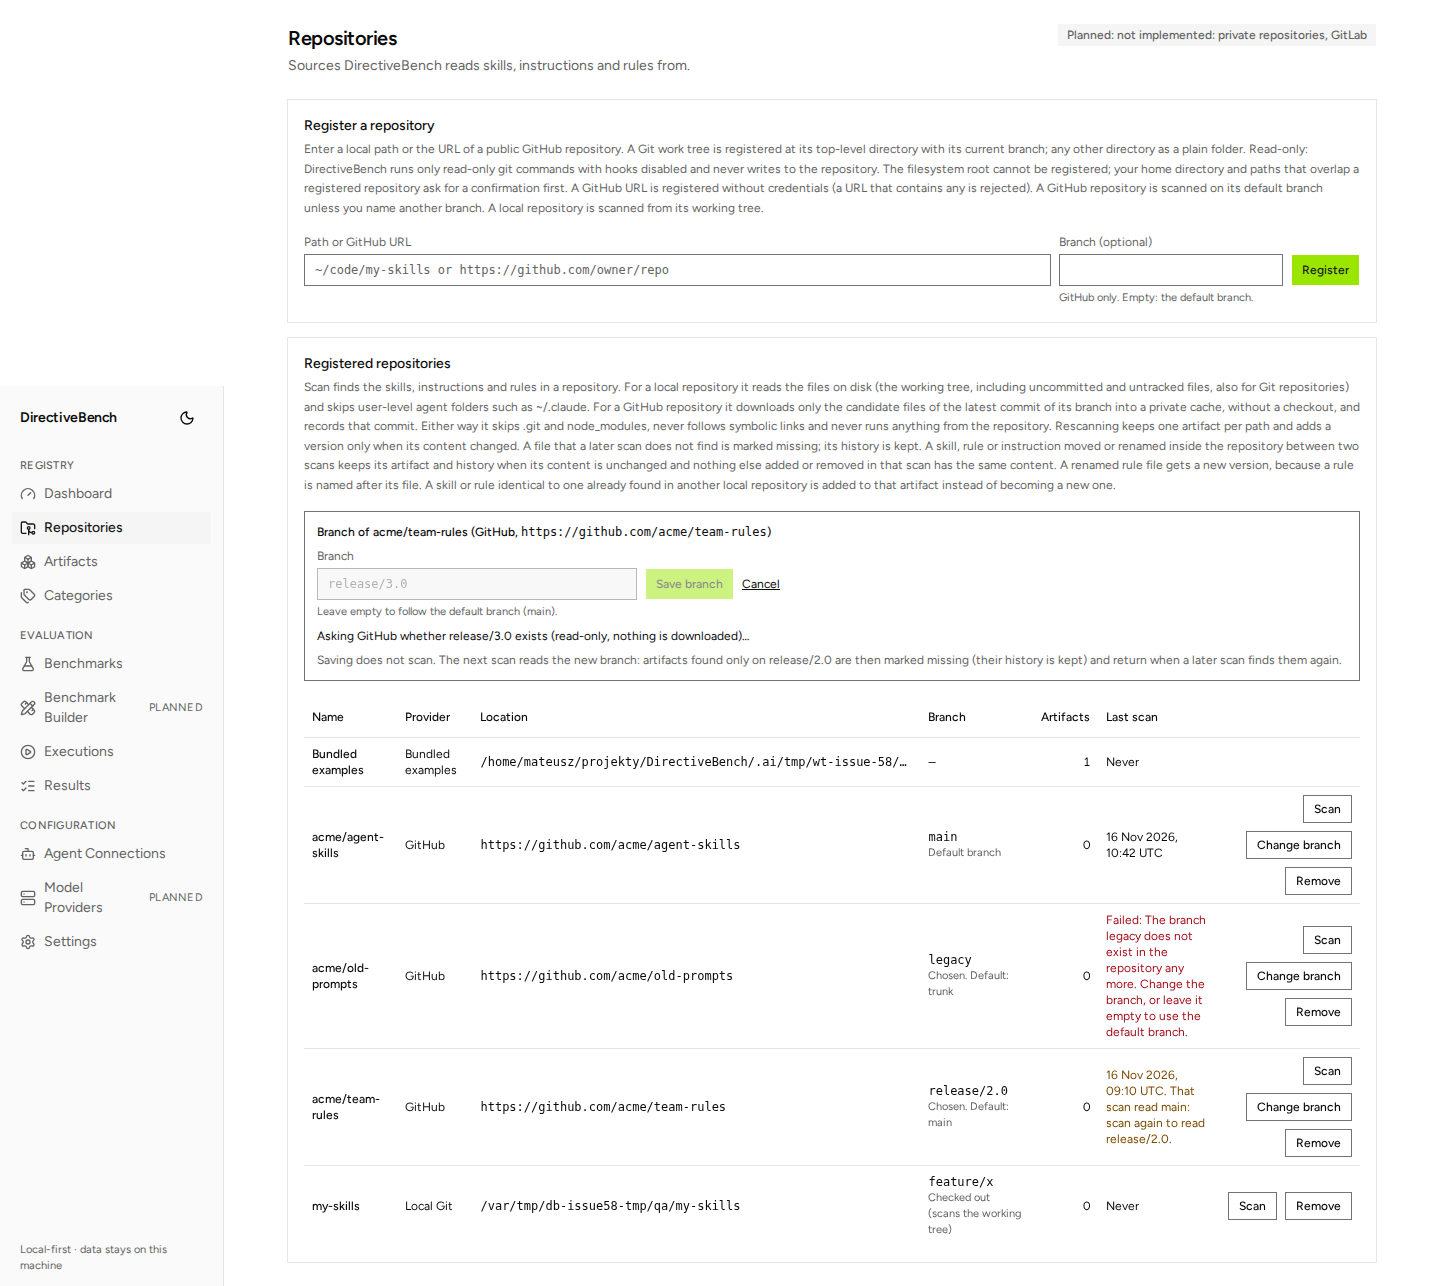 Repositories
Planned: not implemented: private repositories, GitLab
Sources DirectiveBench reads skills, instructions and rules from.
Register a repository
Enter a local path or the URL of a public GitHub repository. A Git work tree is registered at its top-level directory with its current branch; any other directory as a plain folder. Read-only:
DirectiveBench runs only read-only git commands with hooks disabled and never writes to the repository. The filesystem root cannot be registered; your home directory and paths that overlap a
registered repository ask for a confirmation first. A GitHub URL is registered without credentials (a URL that contains any is rejected). A GitHub repository is scanned on its default branch
unless you name another branch. A local repository is scanned from its working tree.
Path or GitHub URL
Branch (optional)
~/code/my-skills or https://github.com/owner/repo
Register
GitHub only. Empty: the default branch.
Registered repositories
Scan finds the skills, instructions and rules in a repository. For a local repository it reads the files on disk (the working tree, including uncommitted and untracked files, also for Git repositories)
and skips user-level agent folders such as ~/.claude. For a GitHub repository it downloads only the candidate files of the latest commit of its branch into a private cache, without a checkout, and
records that commit. Either way it skips .git and node_modules, never follows symbolic links and never runs anything from the repository. Rescanning keeps one artifact per path and adds a
version only when its content changed. A file that a later scan does not find is marked missing; its history is kept. A skill, rule or instruction moved or renamed inside the repository between two
scans keeps its artifact and history when its content is unchanged and nothing else added or removed in that scan has the same content. A renamed rule file gets a new version, because a rule
is named after its file. A skill or rule identical to one already found in another local repository is added to that artifact instead of becoming a new one.
Branch of acme/team-rules (GitHub, https://github.com/acme/team-rules)
Branch
release/3.0
Save branch
Cancel
Leave empty to follow the default branch (main).
Asking GitHub whether release/3.0 exists (read-only, nothing is downloaded)…
Saving does not scan. The next scan reads the new branch: artifacts found only on release/2.0 are then marked missing (their history is kept) and return when a later scan finds them again.
Name
Provider
Location
Branch
Artifacts
Last scan
Bundled
examples
Bundled
examples
/home/mateusz/projekty/DirectiveBench/.ai/tmp/wt-issue-58/…
—
1
Never
acme/agent-
skills
GitHub
https://github.com/acme/agent-skills
main
Default branch
0
16 Nov 2026,
10:42 UTC
Scan
Change branch
Remove
acme/old-
prompts
GitHub
https://github.com/acme/old-prompts
legacy
Chosen. Default:
trunk
0
Failed: The branch
legacy does not
exist in the
repository any
more. Change the
branch, or leave it
empty to use the
default branch.
Scan
Change branch
Remove
acme/team-
rules
GitHub
https://github.com/acme/team-rules
release/2.0
Chosen. Default:
main
0
16 Nov 2026,
09:10 UTC. That
scan read main:
scan again to read
release/2.0.
Scan
Change branch
Remove
my-skills
Local Git
/var/tmp/db-issue58-tmp/qa/my-skills
feature/x
Checked out
(scans the working
tree)
0
Never
Scan
Remove
DirectiveBench
REGISTRY
Dashboard
Repositories
Artifacts
Categories
EVALUATION
Benchmarks
Benchmark
Builder
PLANNED
Executions
Results
CONFIGURATION
Agent Connections
Model
Providers
PLANNED
Settings
Local-first · data stays on this
machine